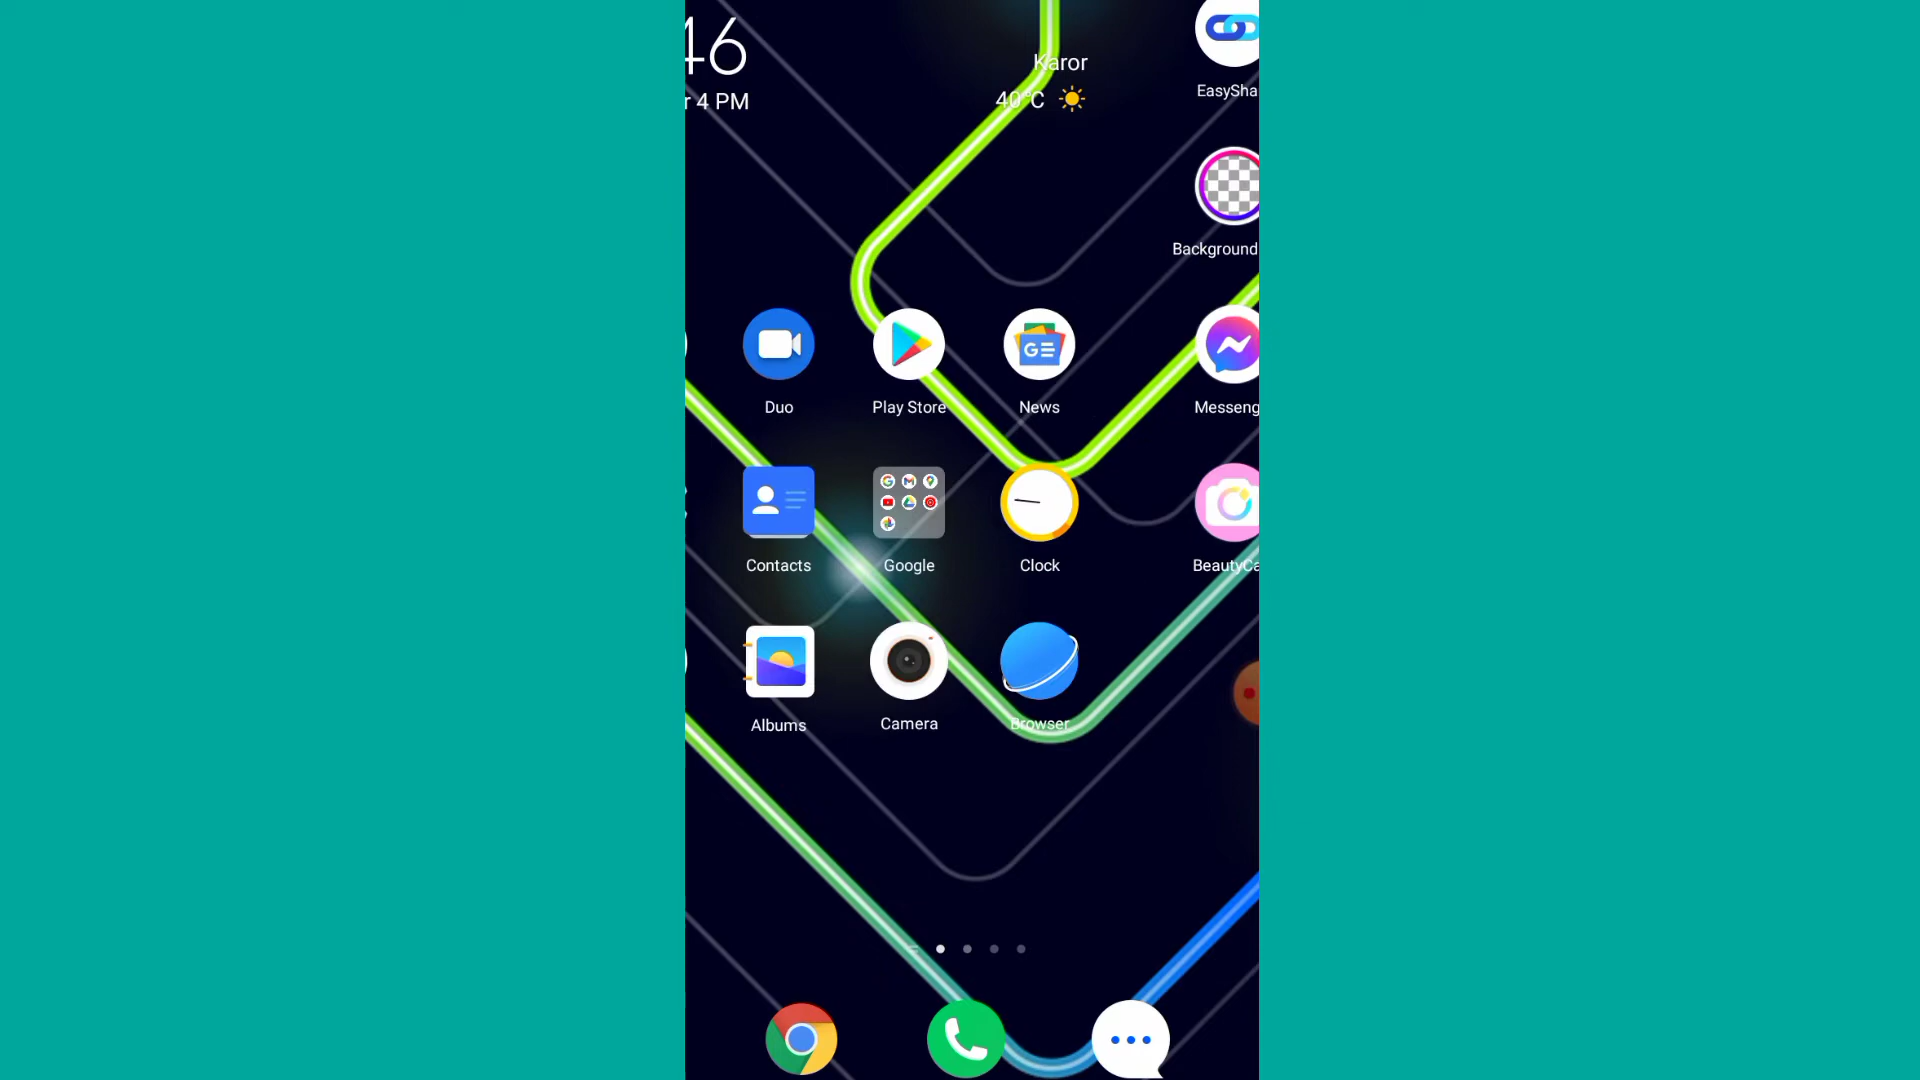 46
r 4 PM
Karor
40°C
EasySha
Background
Duo
Play Store
News
Messeng
Contacts
Google
Clock
BeautyCa
Albums
Camera
Browser